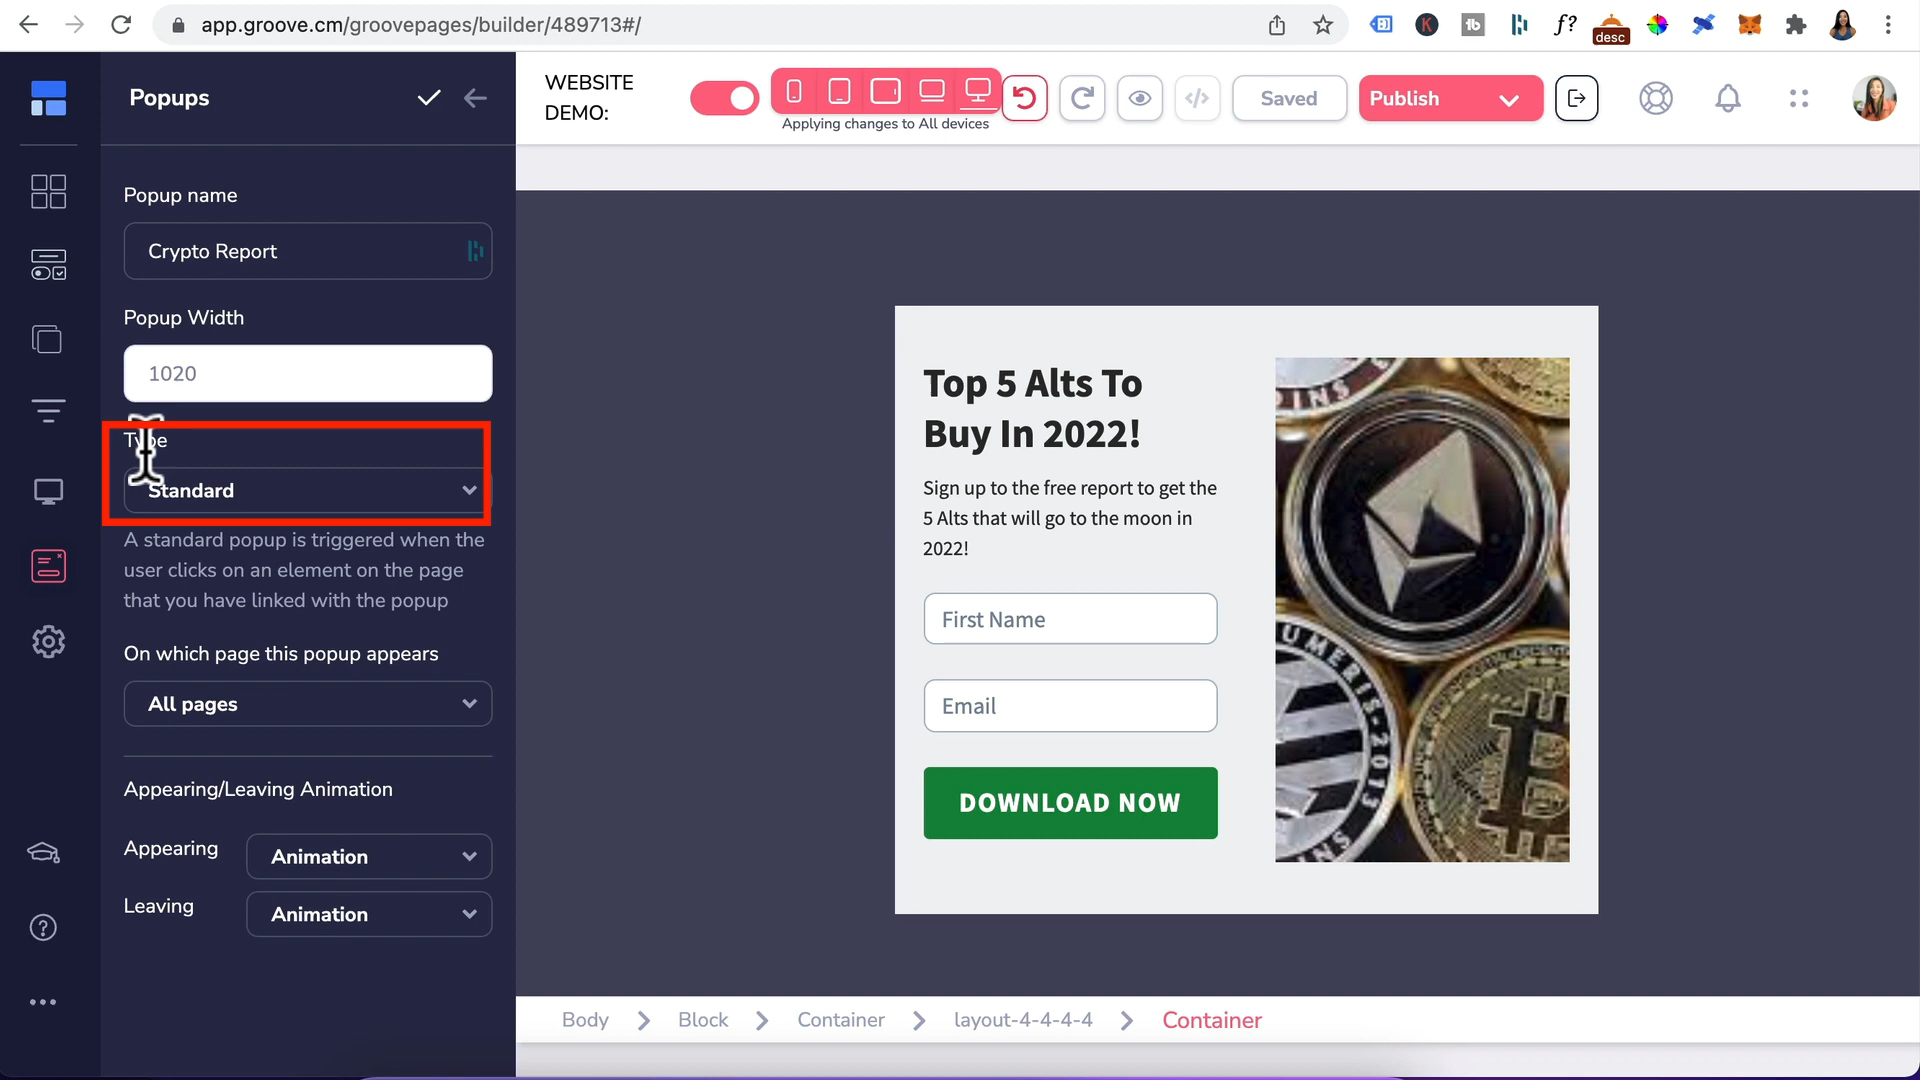 app.groove.cm/groovepages/builder/489713#/
desc
Popups
WEBSITE
DEMO:
Applying changes to All devices
Saved
Publish
Popup name
Crypto Report
Popup Width
1020
Type
Standard
A standard popup is triggered when the
user clicks on an element on the page
that you have linked with the popup
On which page this popup appears
All pages
Appearing/Leaving Animation
Appearing
Animation
Leaving
Animation
Top 5 Alts To
Buy In 2022!
Sign up to the free report to get the
5 Alts that will go to the moon in
2022!
First Name
Email
DOWNLOAD NOW
Body
Block
Container
layout-4-4-4-4
Container